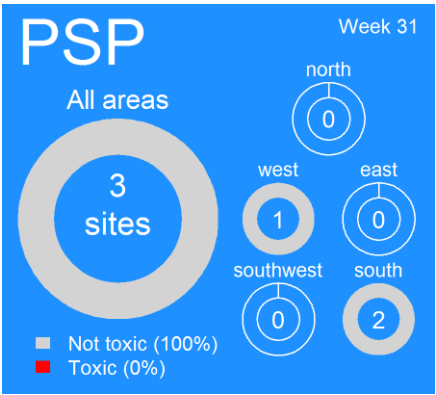 PSP
Week 31
All areas
3
sites
north
0
west
1
east
0
southwest
0
south
2
Not toxic (100%)
Toxic (0%)